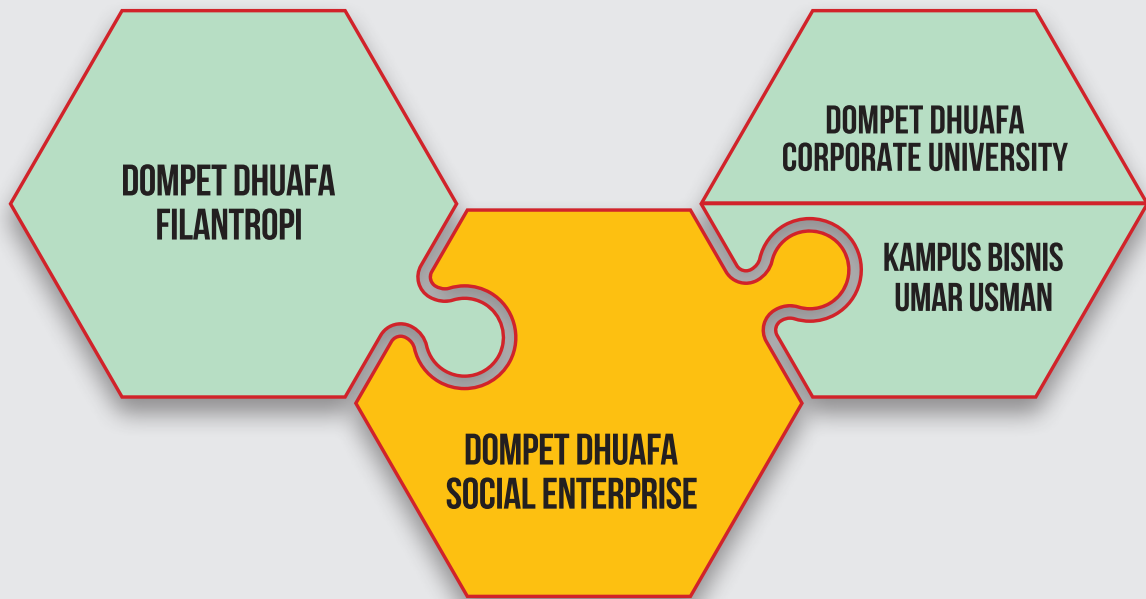 DOMPET DHUAFA
FILANTROPI
DOMPET DHUAFA
SOCIAL ENTERPRISE
DOMPET DHUAFA
CORPORATE UNIVERSITY
KAMPUS BISNIS
UMAR USMAN